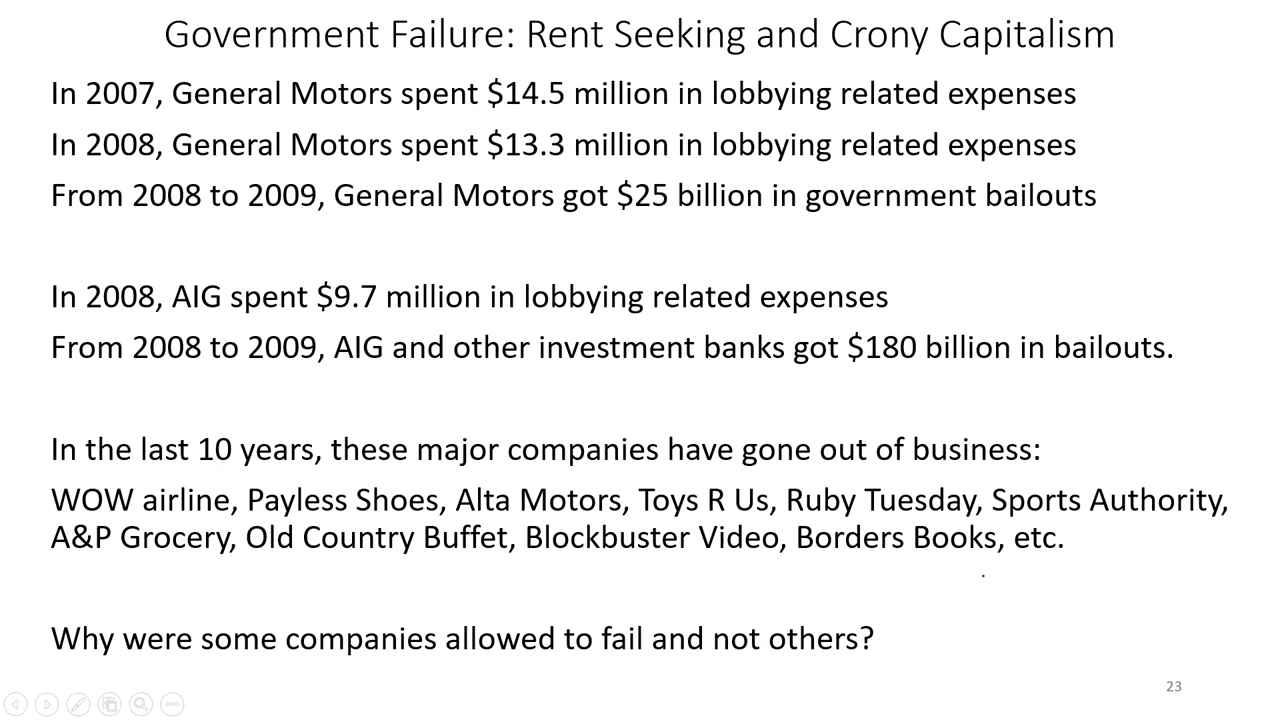 Government Failure: Rent Seeking and Crony Capitalism
In 2007, General Motors spent $14.5 million in lobbying related expenses
In 2008, General Motors spent $13.3 million in lobbying related expenses
From 2008 to 2009, General Motors got $25 billion in government bailouts
In 2008, AIG spent $9.7 million in lobbying related expenses
From 2008 to 2009, AIG and other investment banks got $180 billion in bailouts.
In the last 10 years, these major companies have gone out of business:
WOW airline, Payless Shoes, Alta Motors, Toys R Us, Ruby Tuesday, Sports Authority,
A&P Grocery, Old Country Buffet, Blockbuster Video, Borders Books, etc.
Why were some companies allowed to fail and not others?
23